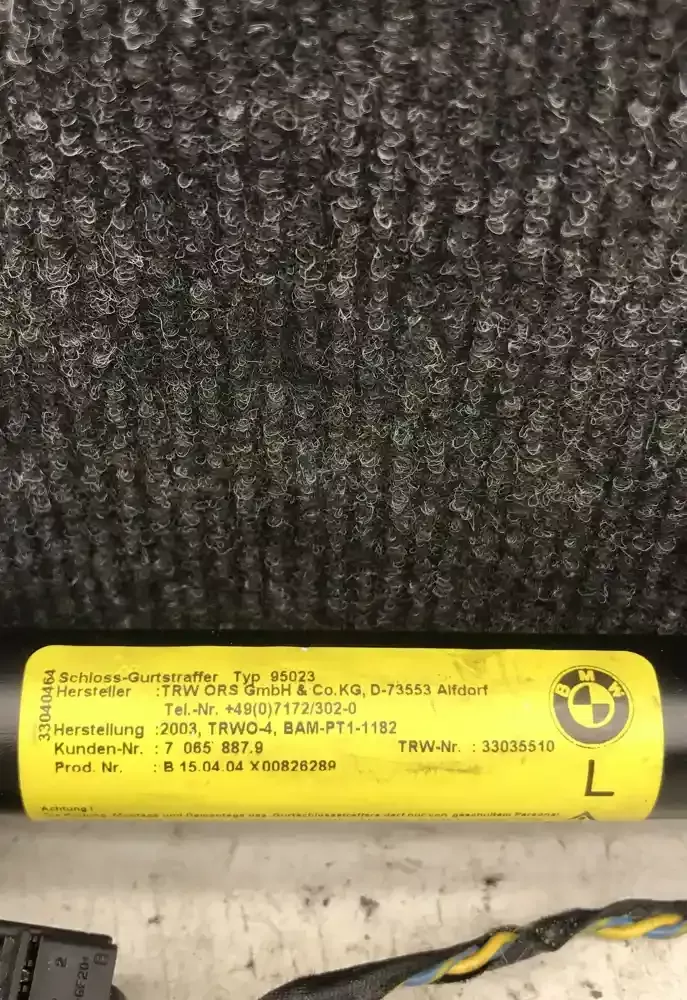 33040464
Schloss-Gurtstraffer Typ 95023
Hersteller :TRW ORS GmbH & Co.KG, D-73553 Alfdorf
Tel.-Nr. +49(0)7172/302-0
Herstellung :2003, TRWO-4, BAM-PT1-1182
Kunden-Nr. : 7 065 887.9 TRW-Nr. : 33035510
Prod. Nr. : B 15.04.04 X00826289
BMW
L
Achtung!
2
B